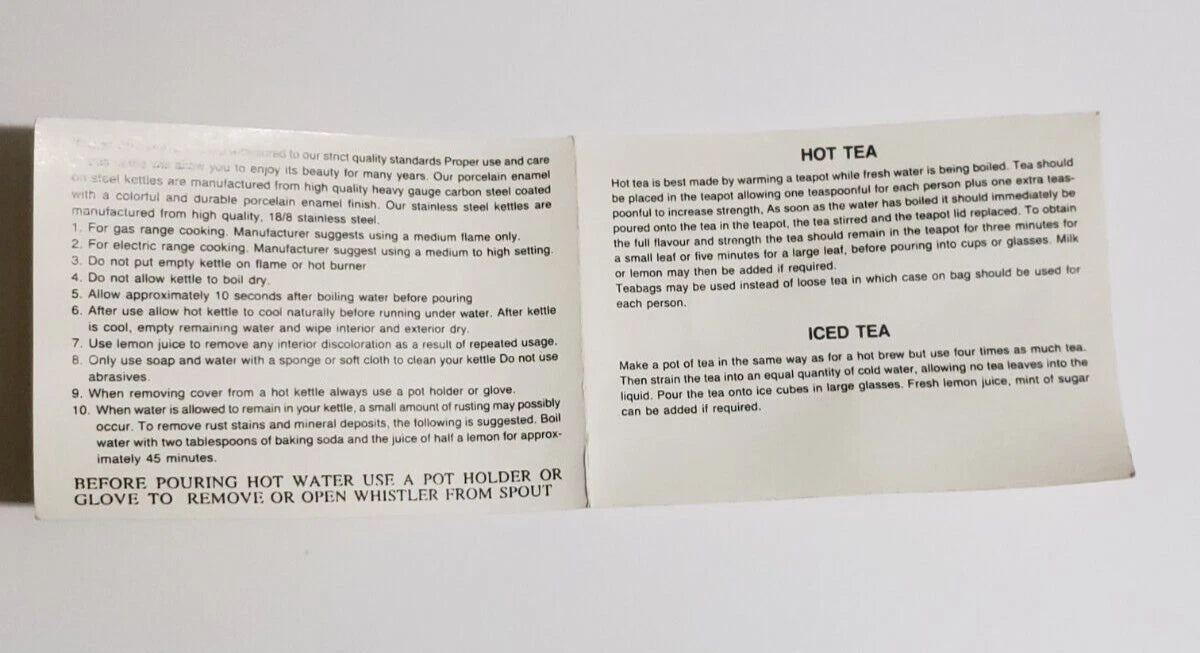 to our strict quality standards Proper use and care
allow you to enjoy its beauty for many years. Our porcelain enamel
on steel kettles are manufactured from high quality heavy gauge carbon steel coated
with a colorful and durable porcelain enamel finish. Our stainless steel kettles are
manufactured from high quality, 18/8 stainless steel.
1. For gas range cooking. Manufacturer suggests using a medium flame only.
2. For electric range cooking. Manufacturer suggest using a medium to high setting.
3. Do not put empty kettle on flame or hot burner
4. Do not allow kettle to boil dry.
5. Allow approximately 10 seconds after boiling water before pouring
6. After use allow hot kettle to cool naturally before running under water. After kettle
is cool, empty remaining water and wipe interior and exterior dry.
7. Use lemon juice to remove any interior discoloration as a result of repeated usage.
8. Only use soap and water with a sponge or soft cloth to clean your kettle Do not use
abrasives.
9. When removing cover from a hot kettle always use a pot holder or glove.
10. When water is allowed to remain in your kettle, a small amount of rusting may possibly
occur. To remove rust stains and mineral deposits, the following is suggested. Boil
water with two tablespoons of baking soda and the juice of half a lemon for approx-
imately 45 minutes.
BEFORE POURING HOT WATER USE A POT HOLDER OR
GLOVE TO REMOVE OR OPEN WHISTLER FROM SPOUT
HOT TEA
Hot tea is best made by warming a teapot while fresh water is being boiled. Tea should
be placed in the teapot allowing one teaspoonful for each person plus one extra teas-
poonful to increase strength, As soon as the water has boiled it should immediately be
poured onto the tea in the teapot, the tea stirred and the teapot lid replaced. To obtain
the full flavour and strength the tea should remain in the teapot for three minutes for
a small leaf or five minutes for a large leaf, before pouring into cups or glasses. Milk
or lemon may then be added if required.
Teabags may be used instead of loose tea in which case on bag should be used for
each person.
ICED TEA
Make a pot of tea in the same way as for a hot brew but use four times as much tea.
Then strain the tea into an equal quantity of cold water, allowing no tea leaves into the
liquid. Pour the tea onto ice cubes in large glasses. Fresh lemon juice, mint of sugar
can be added if required.